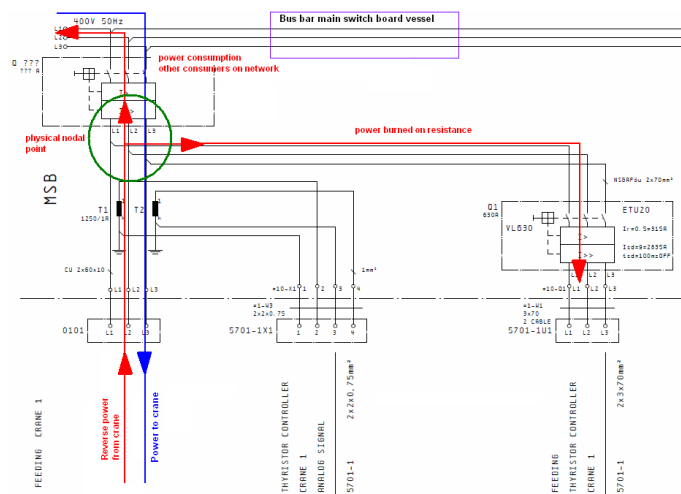 400V 50Hz
Bus bar main switch board vessel
L1
L2
L3
Q ???
??? A
power consumption
other consumers on network
I>
I>>
L1 L2 L3
physical nodal
point
power burned on resistance
MSB
NSGAFöu 2x70mm²
T1
1250/1A
T2
Q1
630A
VL630
ETU20
Ir=0.5=315A
Isd=9=2835A
tsd=100ms OFF
I>
I>>
CU 2x60x10
1mm²
L1 L2 L3
L1 L2 L3
*10-X1 1 2 3 4
*10-Q1 L1 L2 L3
*1-W3
2x2x0.75
*1-W1
3x70
2 CABLE
0101
L1 L2 L3
5701-1X1
1 2 3 4
5701-1U1
L1 L2 L3
FEEDING CRANE 1
Reverse power
from crane
Power to crane
THYRISTOR CONTROLLER
CRANE 1
ANALOG SIGNAL
5701-1
2x2x0,75mm²
FEEDING
THYRISTOR CONTROLLER
CRANE 1
5701-1
2x3x70mm²